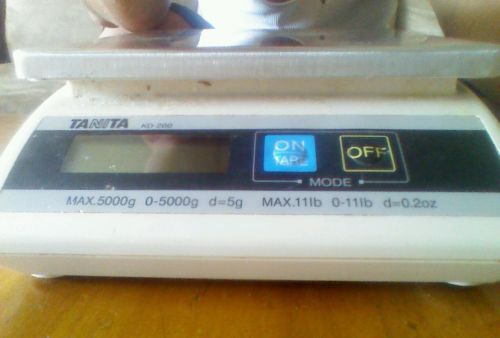 TANITA KD-200
ON
TARE
OFF
MODE
MAX.5000g 0-5000g d=5g MAX.11lb 0-11lb d=0.2oz